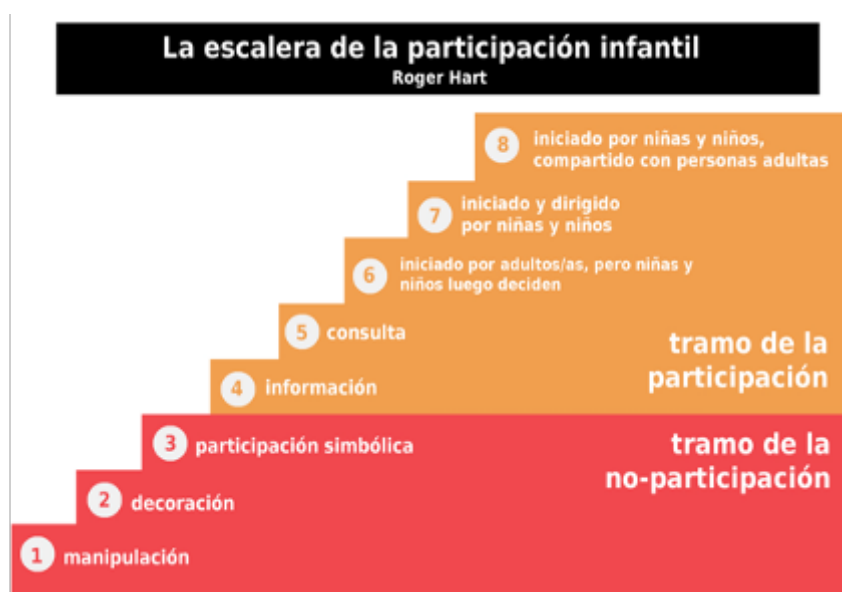 La escalera de la participación infantil
Roger Hart
8 iniciado por niñas y niños,
compartido con personas adultas
7 iniciado y dirigido
por niñas y niños
6 iniciado por adultos/as, pero niñas y
niños luego deciden
5 consulta
tramo de la
participación
4 información
3 participación simbólica
tramo de la
no-participación
2 decoración
1 manipulación